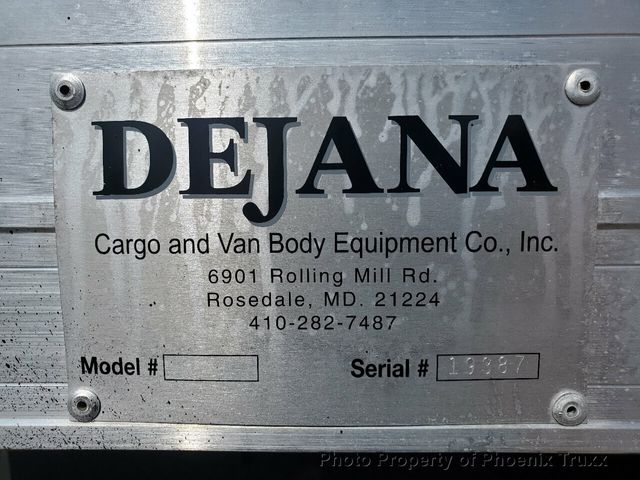 DEJANA
Cargo and Van Body Equipment Co., Inc.
6901 Rolling Mill Rd.
Rosedale, MD. 21224
410-282-7487
Model # Serial # 19387
Photo Property of Phoenix Truxx